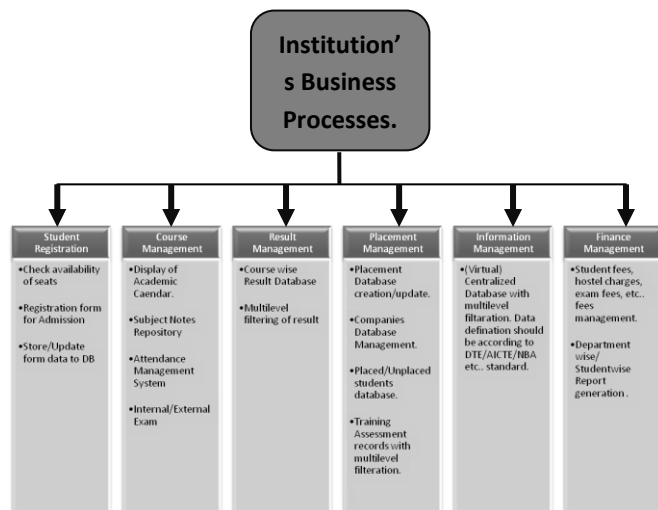 Institution’
s Business
Processes.
Student
Registration
•Check availability
of seats
•Registration form
for Admission
•Store/Update
form data to DB
Course
Management
•Display of
Academic
Caendar.
•Subject Notes
Repository
•Attendance
Management
System
•Internal/External
Exam
Result
Management
•Course wise
Result Database
•Multilevel
filtering of result
Placement
Management
•Placement
Database
creation/update.
•Companies
Database
Management.
•Placed/Unplaced
students
database.
•Training
Assessment
records with
multilevel
filteration.
Information
Management
•(Virtual)
Centralized
Database with
multilevel
filtaration. Data
defination should
be according to
DTE/AICTE/NBA
etc.. standard.
Finance
Management
•Student fees,
hostel charges,
exam fees, etc..
fees
management.
•Department
wise/
Studentwise
Report
generation .